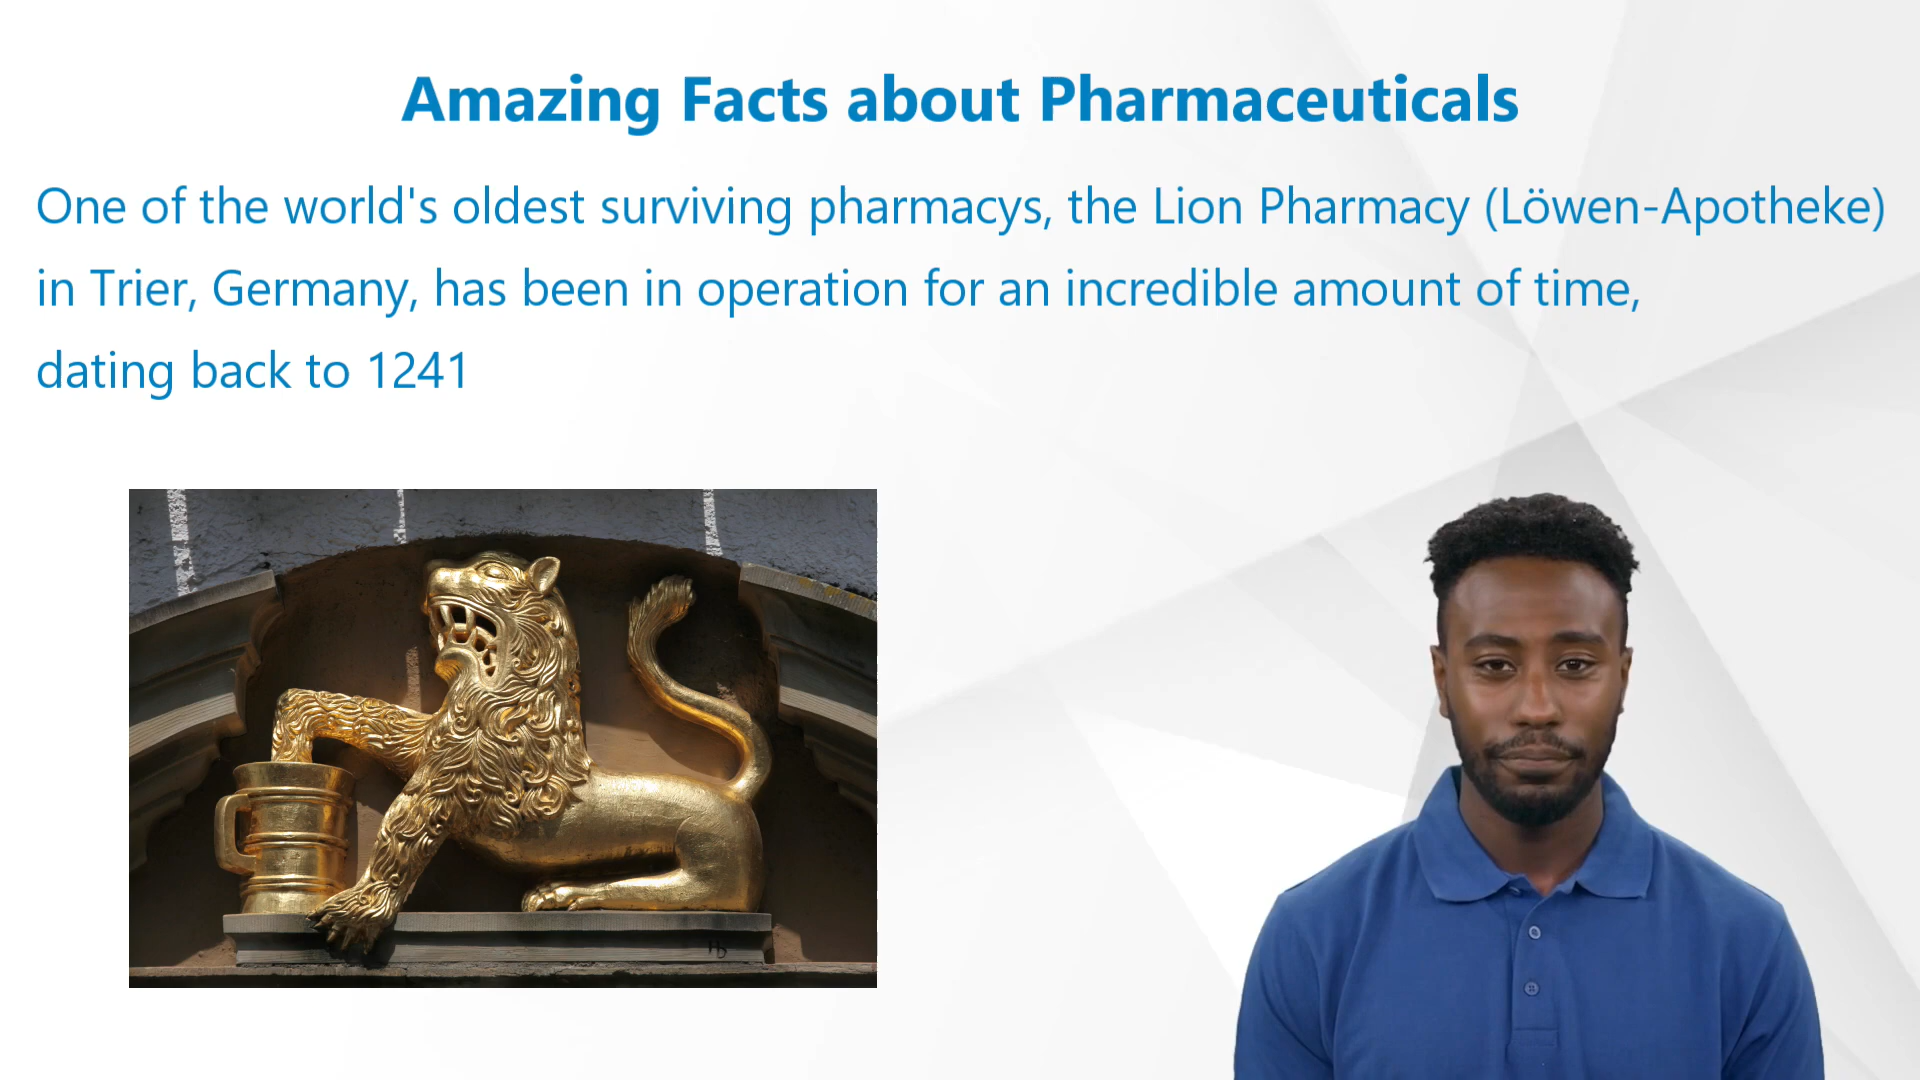 Amazing Facts about Pharmaceuticals
One of the world's oldest surviving pharmacys, the Lion Pharmacy (Löwen-Apotheke)
in Trier, Germany, has been in operation for an incredible amount of time,
dating back to 1241